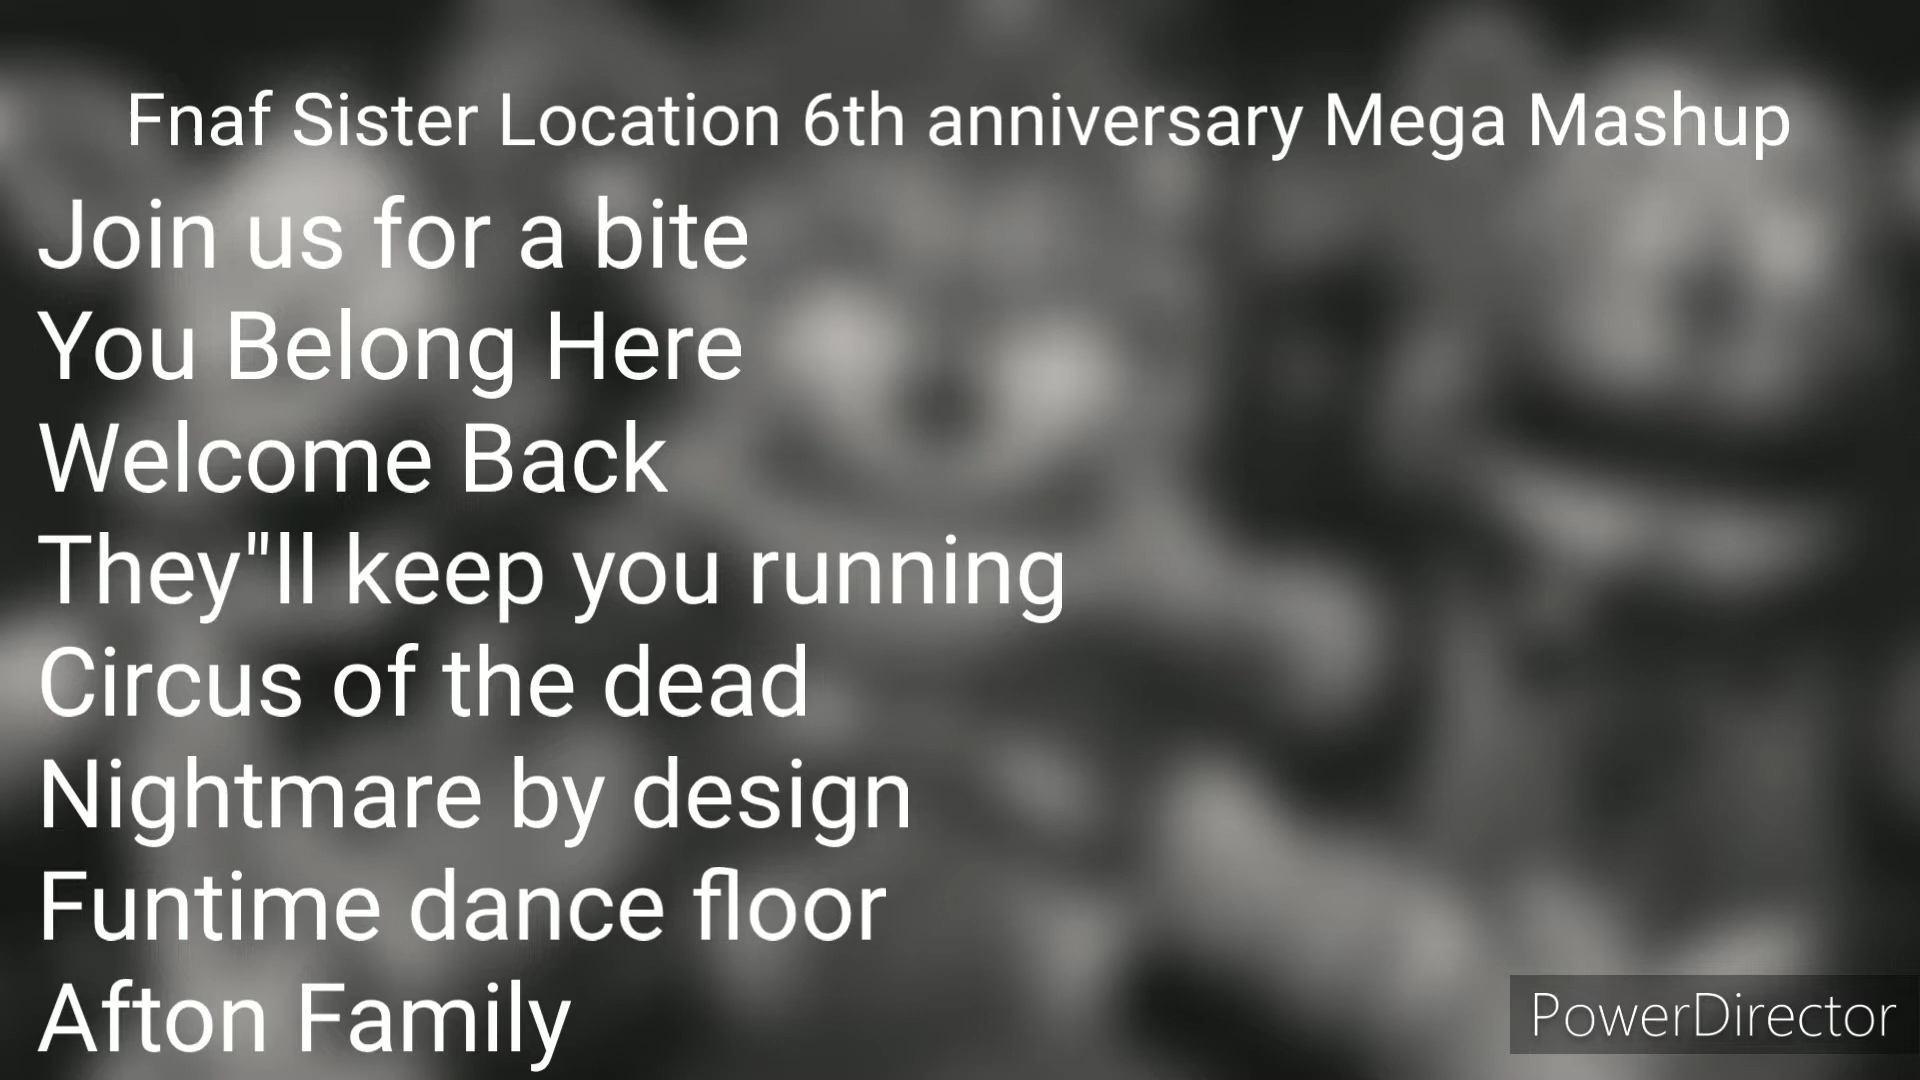 Fnaf Sister Location 6th anniversary Mega Mashup
Join us for a bite
You Belong Here
Welcome Back
They"ll keep you running
Circus of the dead
Nightmare by design
Funtime dance floor
Afton Family
PowerDirector